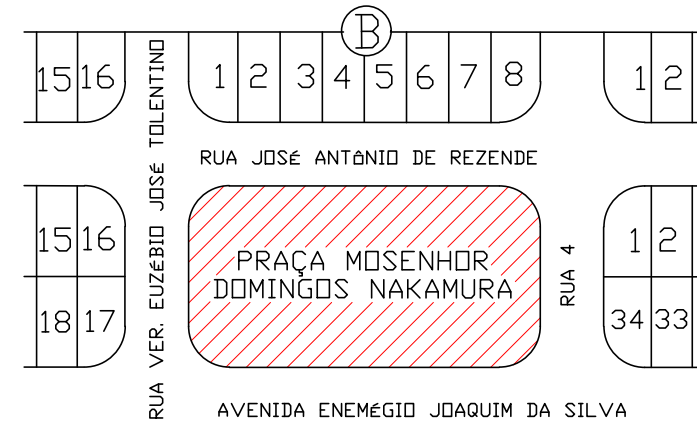 B
15 16
1 2 3 4 5 6 7 8
1 2
RUA VER. EUZÉBIO JOSÉ TOLENTINO
RUA JOSÉ ANTÔNIO DE REZENDE
15 16
18 17
PRAÇA MOSENHOR
DOMINGOS NAKAMURA
RUA 4
1 2
34 33
AVENIDA ENEMÉGIO JOAQUIM DA SILVA